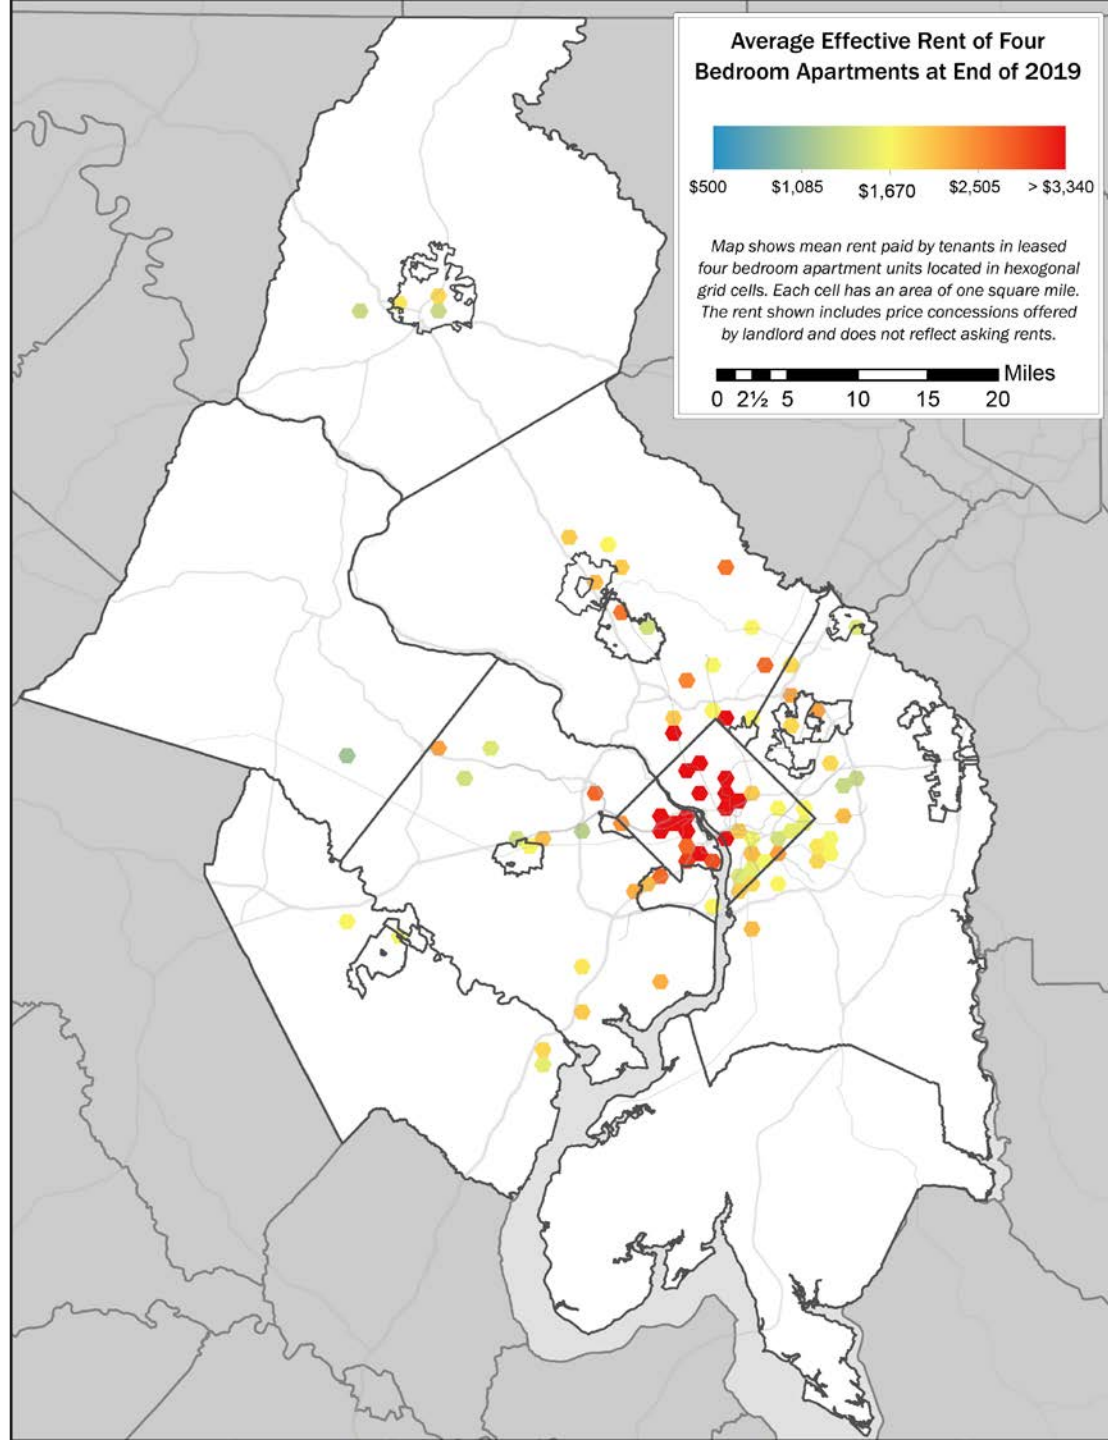 Average Effective Rent of Four
Bedroom Apartments at End of 2019
$500 $1,085 $1,670 $2,505 > $3,340
Map shows mean rent paid by tenants in leased
four bedroom apartment units located in hexogonal
grid cells. Each cell has an area of one square mile.
The rent shown includes price concessions offered
by landlord and does not reflect asking rents.
Miles
0 2½ 5 10 15 20